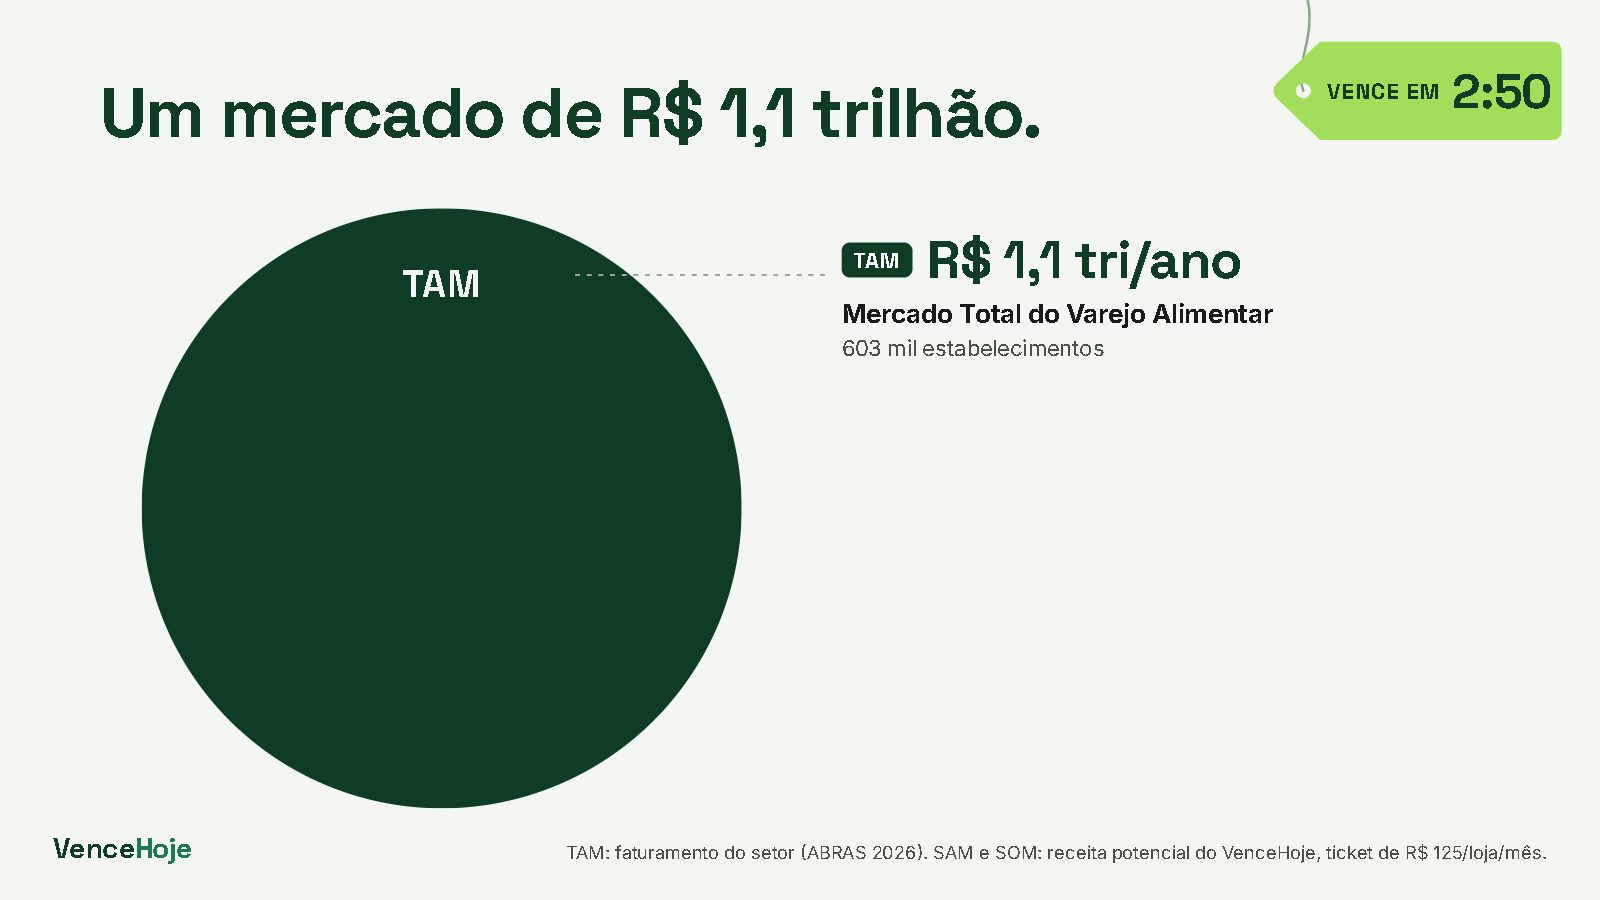 Um mercado de R$ 1,1 trilhão.
VENCE EM 2:50
TAM
TAM R$ 1,1 tri/ano
Mercado Total do Varejo Alimentar
603 mil estabelecimentos
VenceHoje
TAM: faturamento do setor (ABRAS 2026). SAM e SOM: receita potencial do VenceHoje, ticket de R$ 125/loja/mês.